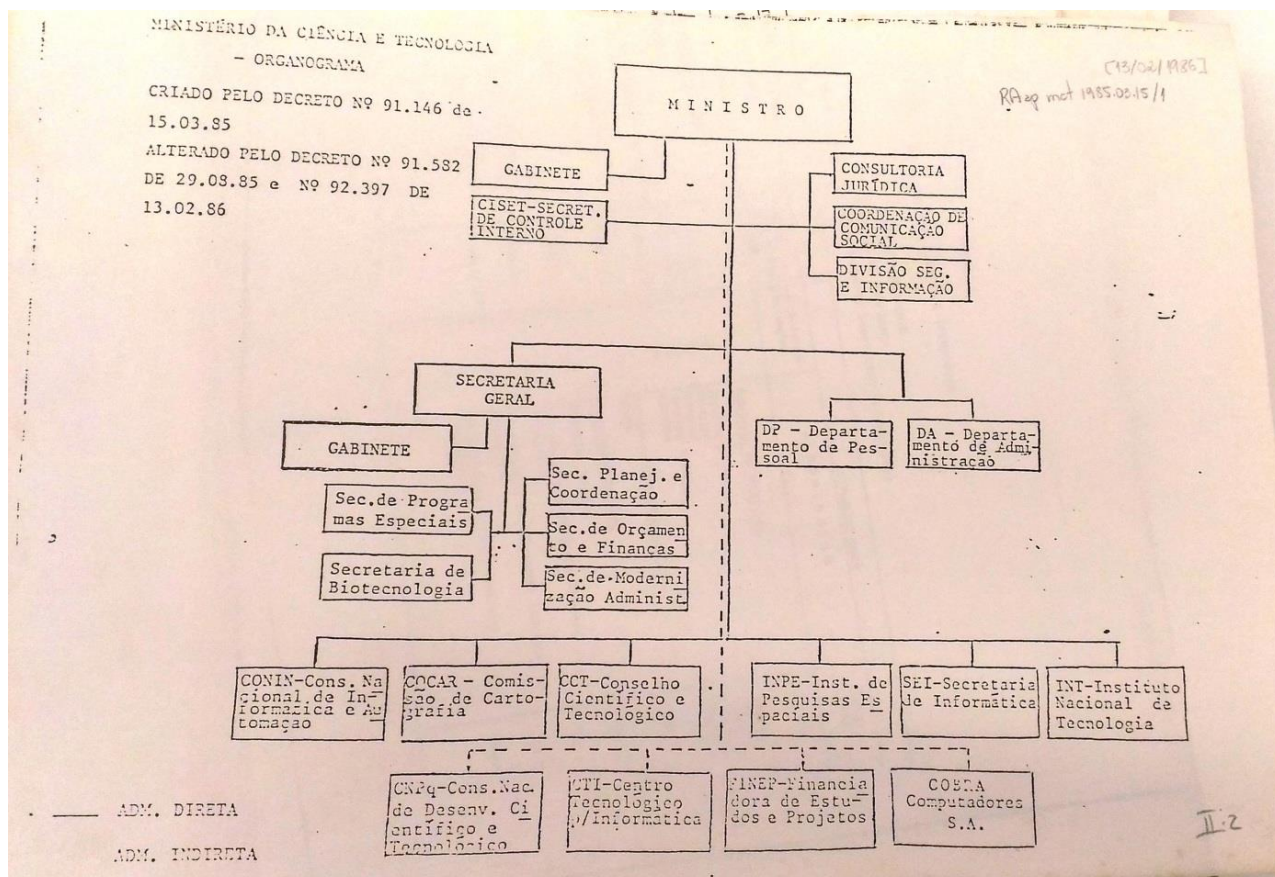 MINISTÉRIO DA CIÊNCIA E TECNOLOGIA
- ORGANOGRAMA
CRIADO PELO DECRETO Nº 91.146 de
15.03.85
ALTERADO PELO DECRETO Nº 91.582
DE 29.08.85 e Nº 92.397 DE
13.02.86
[13/02/1986]
RAap mct 1985.03.15/1
MINISTRO
GABINETE
CISET-SECRET.
DE CONTROLE
INTERNO
CONSULTORIA
JURÍDICA
COORDENAÇÃO DE
COMUNICAÇÃO
SOCIAL
DIVISÃO SEG.
E INFORMAÇÃO
SECRETARIA
GERAL
GABINETE
DP - Departa-
mento de Pes-
soal
DA - Departa-
mento de Admi-
nistração
Sec.de Progra
mas Especiais
Secretaria de
Biotecnologia
Sec. Planej. e
Coordenação
Sec.de Orçamen
to e Finanças
Sec.de Moderni
zação Administ.
CONIN-Cons. Na
cional de In-
formática e Au
tomação
COCAR - Comis-
são de Carto-
grafia
CCT-Conselho
Científico e
Tecnológico
INPE-Inst. de
Pesquisas Es
paciais
SEI-Secretaria
de Informática
INT-Instituto
Nacional de
Tecnologia
CNPq-Cons.Nac.
de Desenv. Ci
entífico e
Tecnológico
CTI-Centro
Tecnológico
p/Informática
FINEP-Financia
dora de Estu-
dos e Projetos
COBRA
Computadores
S.A.
ADM. DIRETA
ADM. INDIRETA
II.2